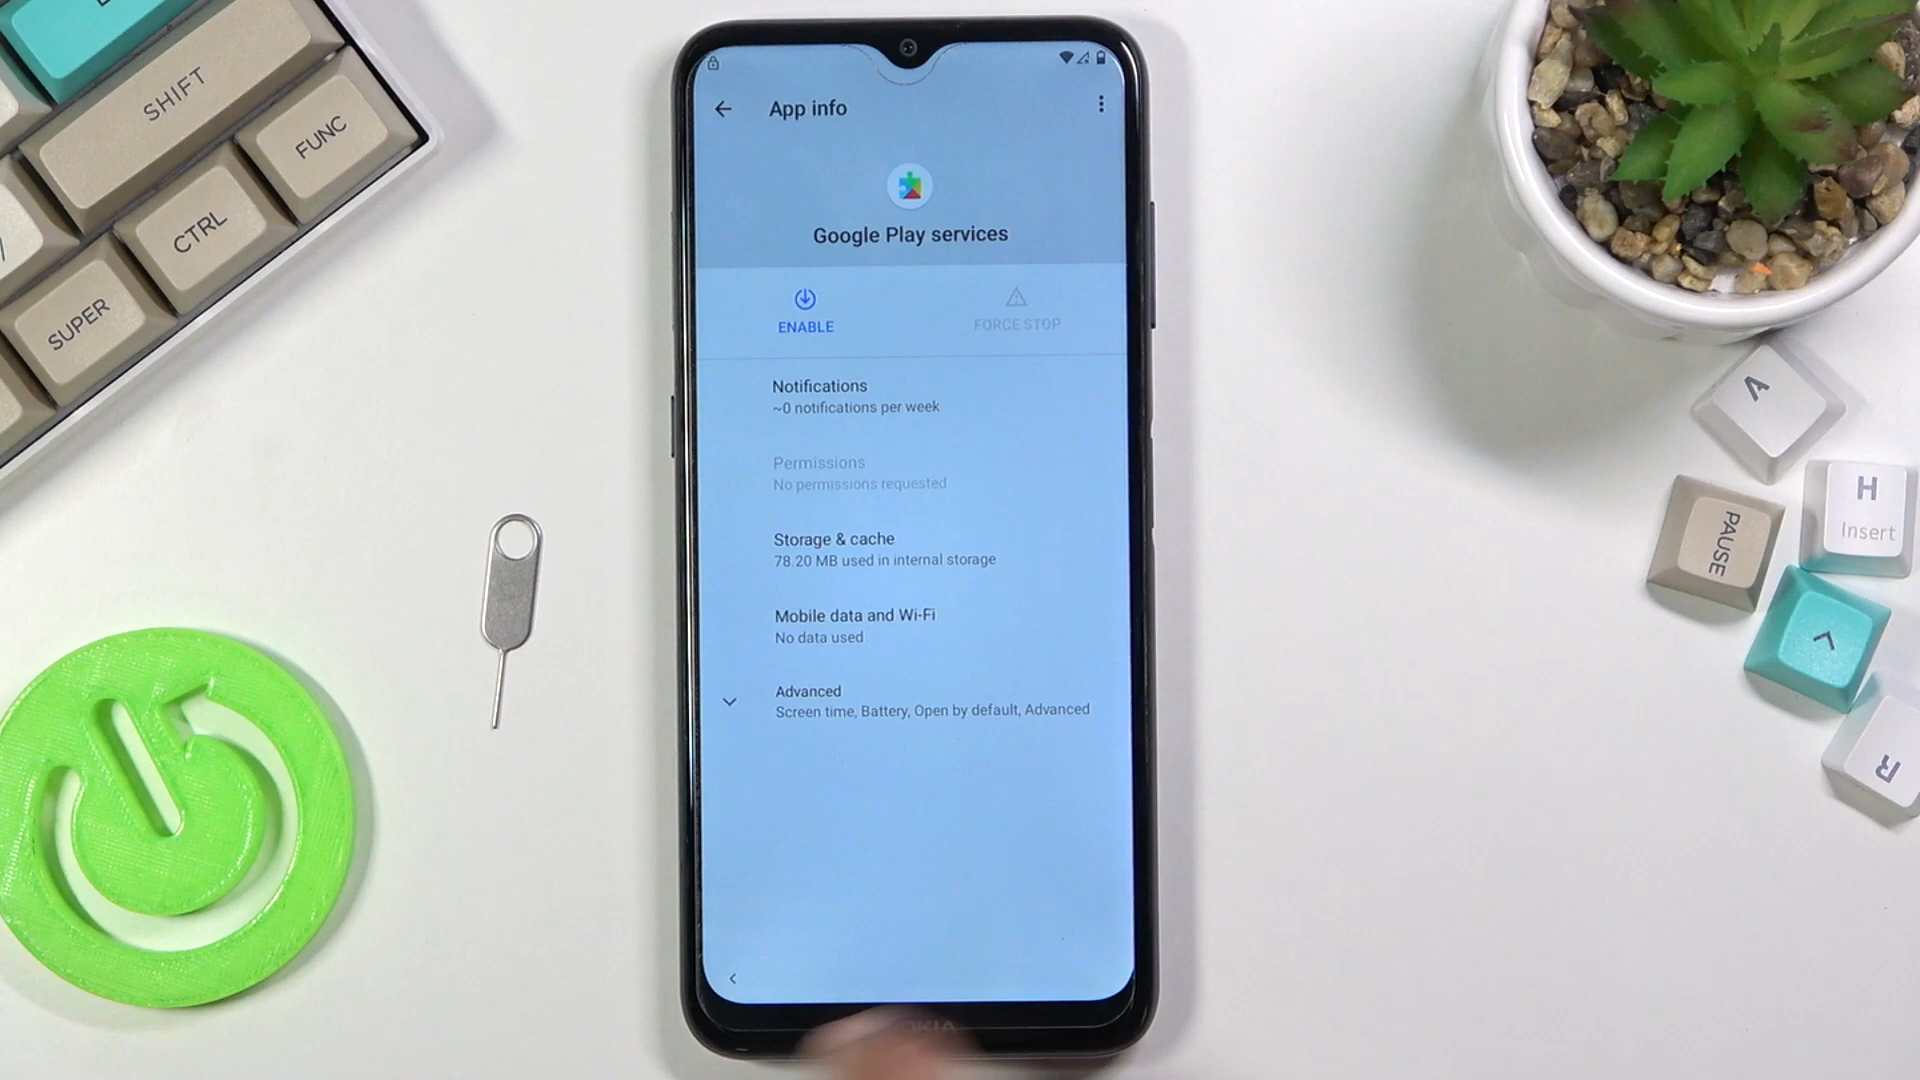 SHIFT
FUNC
CTRL
SUPER
App info
Google Play services
ENABLE
FORCE STOP
Notifications
~0 notifications per week
Permissions
No permissions requested
Storage & cache
78.20 MB used in internal storage
Mobile data and Wi-Fi
No data used
Advanced
Screen time, Battery, Open by default, Advanced
NOKIA
A
H
Insert
PAUSE
R